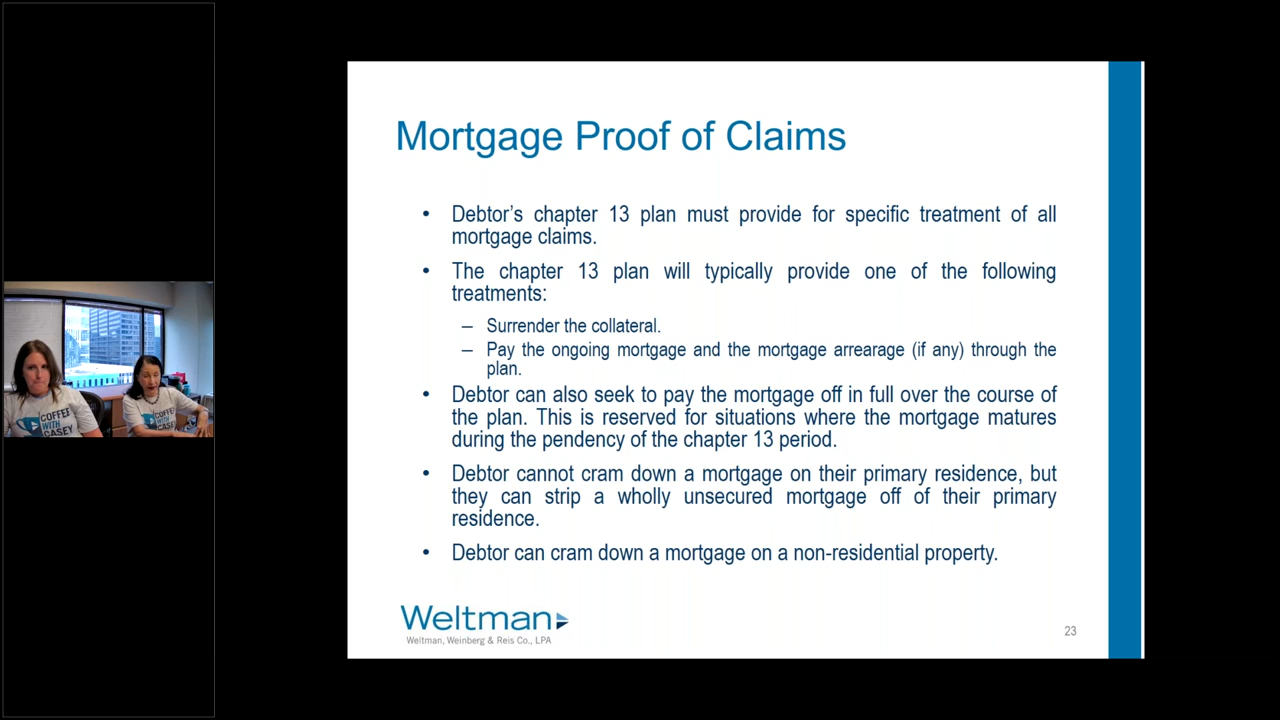 Mortgage Proof of Claims
• Debtor’s chapter 13 plan must provide for specific treatment of all
mortgage claims.
• The chapter 13 plan will typically provide one of the following
treatments:
– Surrender the collateral.
– Pay the ongoing mortgage and the mortgage arrearage (if any) through the
plan.
• Debtor can also seek to pay the mortgage off in full over the course of
the plan. This is reserved for situations where the mortgage matures
during the pendency of the chapter 13 period.
• Debtor cannot cram down a mortgage on their primary residence, but
they can strip a wholly unsecured mortgage off of their primary
residence.
• Debtor can cram down a mortgage on a non-residential property.
Weltman
Weltman, Weinberg & Reis Co., LPA
23
COFFEE
WITH
CASEY
COFFEE
WITH
CASEY